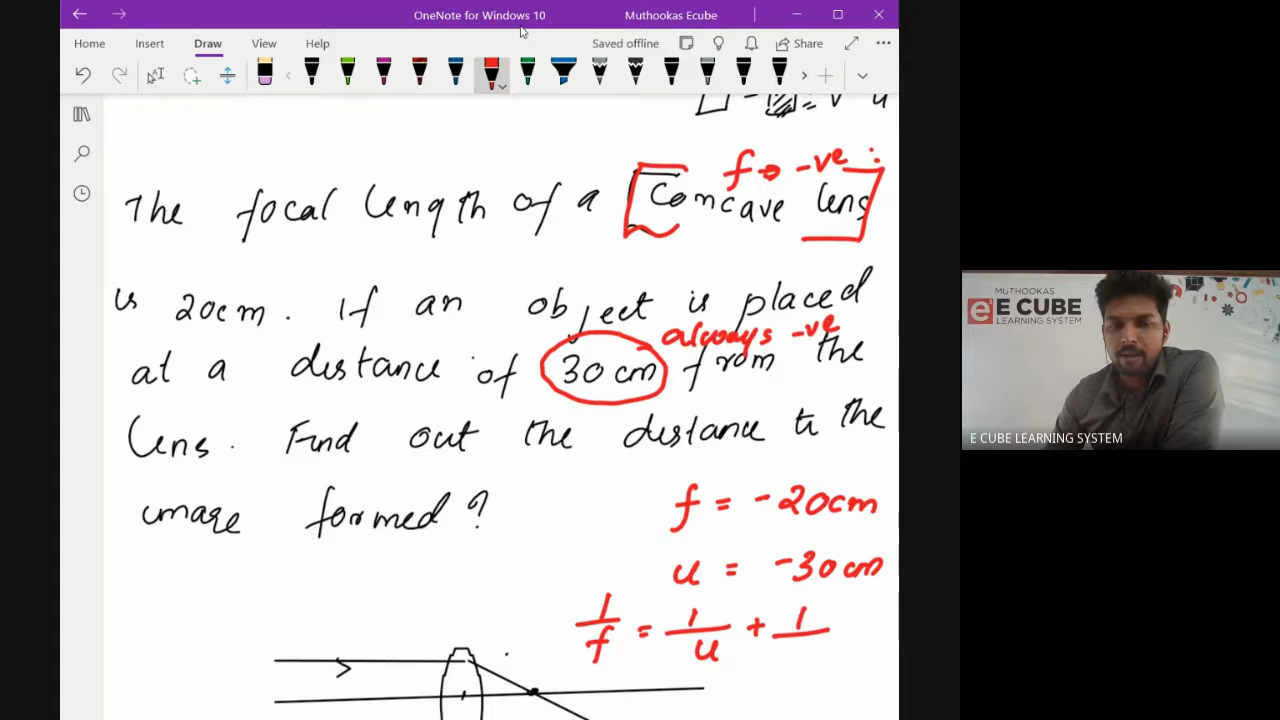 OneNote for Windows 10
Muthookas Ecube
Home Insert Draw View Help
Saved offline
Share
f → -ve :
The focal length of a Concave lens
is 20cm. If an object is placed
always -ve
at a distance of 30 cm from the
lens. Find out the distance to the
image formed?
f = -20cm
u = -30cm
1/f = 1/u + 1
MUTHOOKAS
E CUBE
LEARNING SYSTEM
E CUBE LEARNING SYSTEM